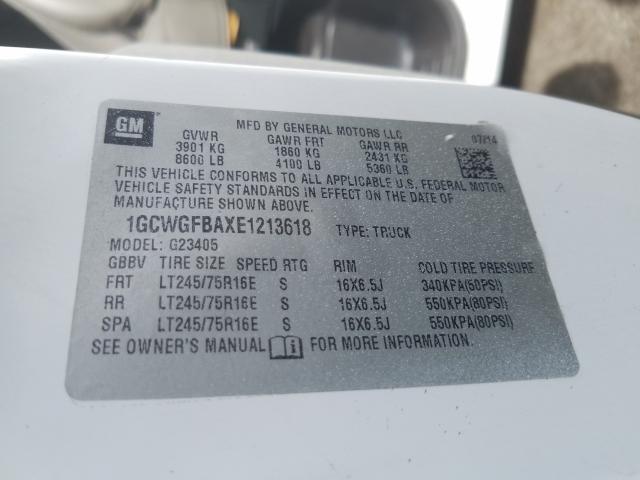 GM
MFD BY GENERAL MOTORS LLC 07/14
GVWR GAWR FRT GAWR RR
3901 KG 1860 KG 2431 KG
8600 LB 4100 LB 5360 LB
THIS VEHICLE CONFORMS TO ALL APPLICABLE U.S. FEDERAL MOTOR
VEHICLE SAFETY STANDARDS IN EFFECT ON THE DATE OF
MANUFACTURE SHOWN ABOVE.
1GCWGFBAXE1213618 TYPE: TRUCK
MODEL: G23405
GBBV TIRE SIZE SPEED RTG RIM COLD TIRE PRESSURE
FRT LT245/75R16E S 16X6.5J 340KPA(50PSI)
RR LT245/75R16E S 16X6.5J 550KPA(80PSI)
SPA LT245/75R16E S 16X6.5J 550KPA(80PSI)
SEE OWNER'S MANUAL FOR MORE INFORMATION.